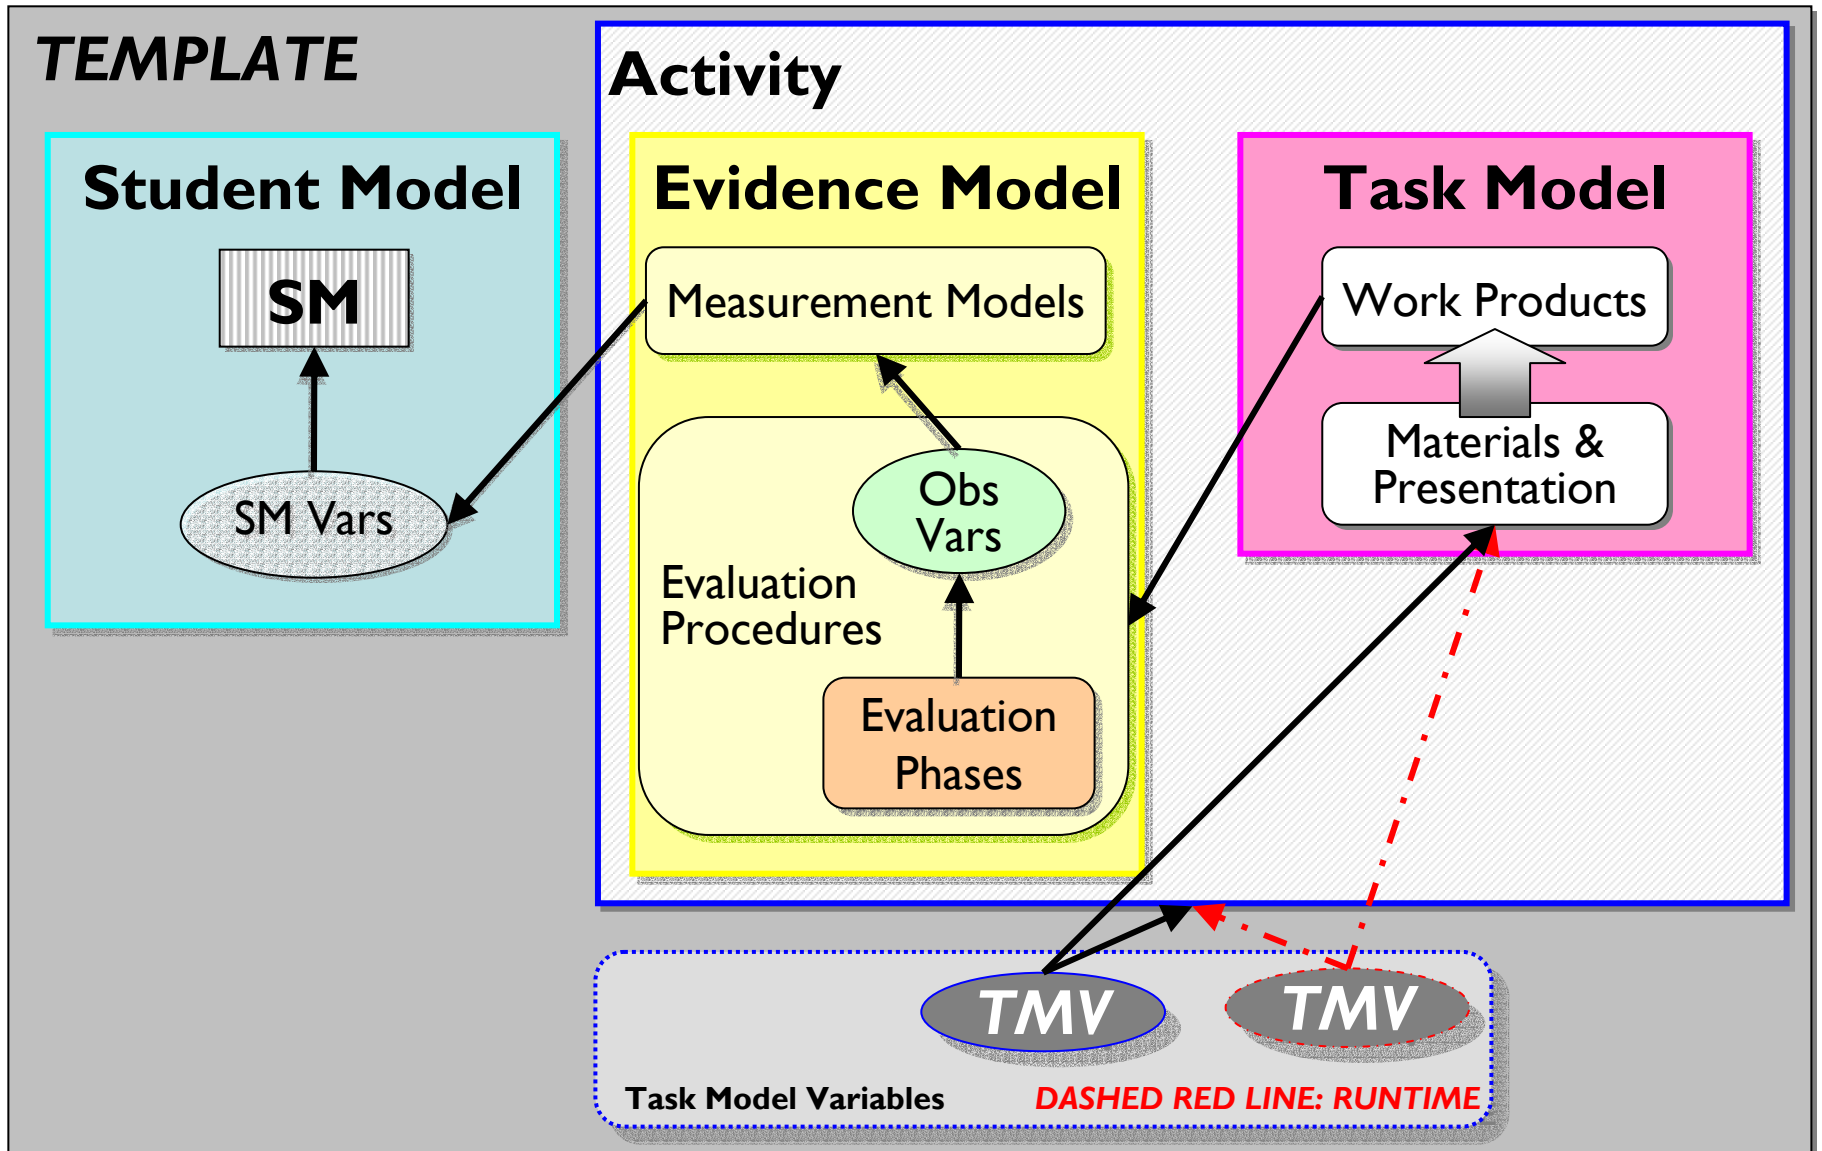 TEMPLATE
Activity
Student Model
SM
SM Vars
Evidence Model
Measurement Models
Obs
Vars
Evaluation
Procedures
Evaluation
Phases
Task Model
Work Products
Materials &
Presentation
TMV
TMV
Task Model Variables
DASHED RED LINE: RUNTIME